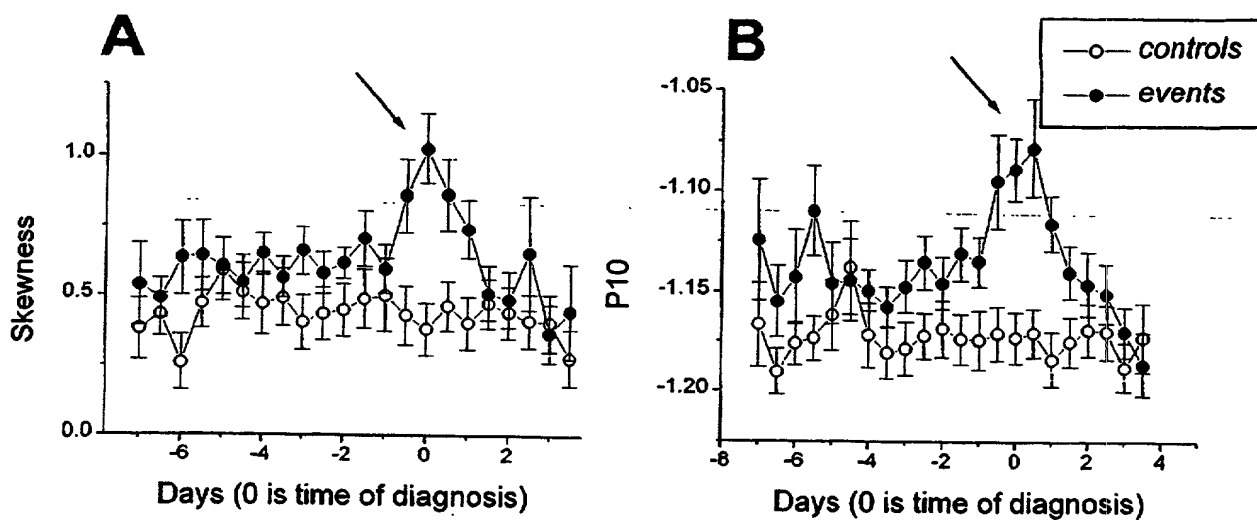 A
B
controls
events
Skewness
1.0
0.5
0.0
-6
-4
-2
0
2
Days (0 is time of diagnosis)
P10
-1.05
-1.10
-1.15
-1.20
-8
-6
-4
-2
0
2
4
Days (0 is time of diagnosis)